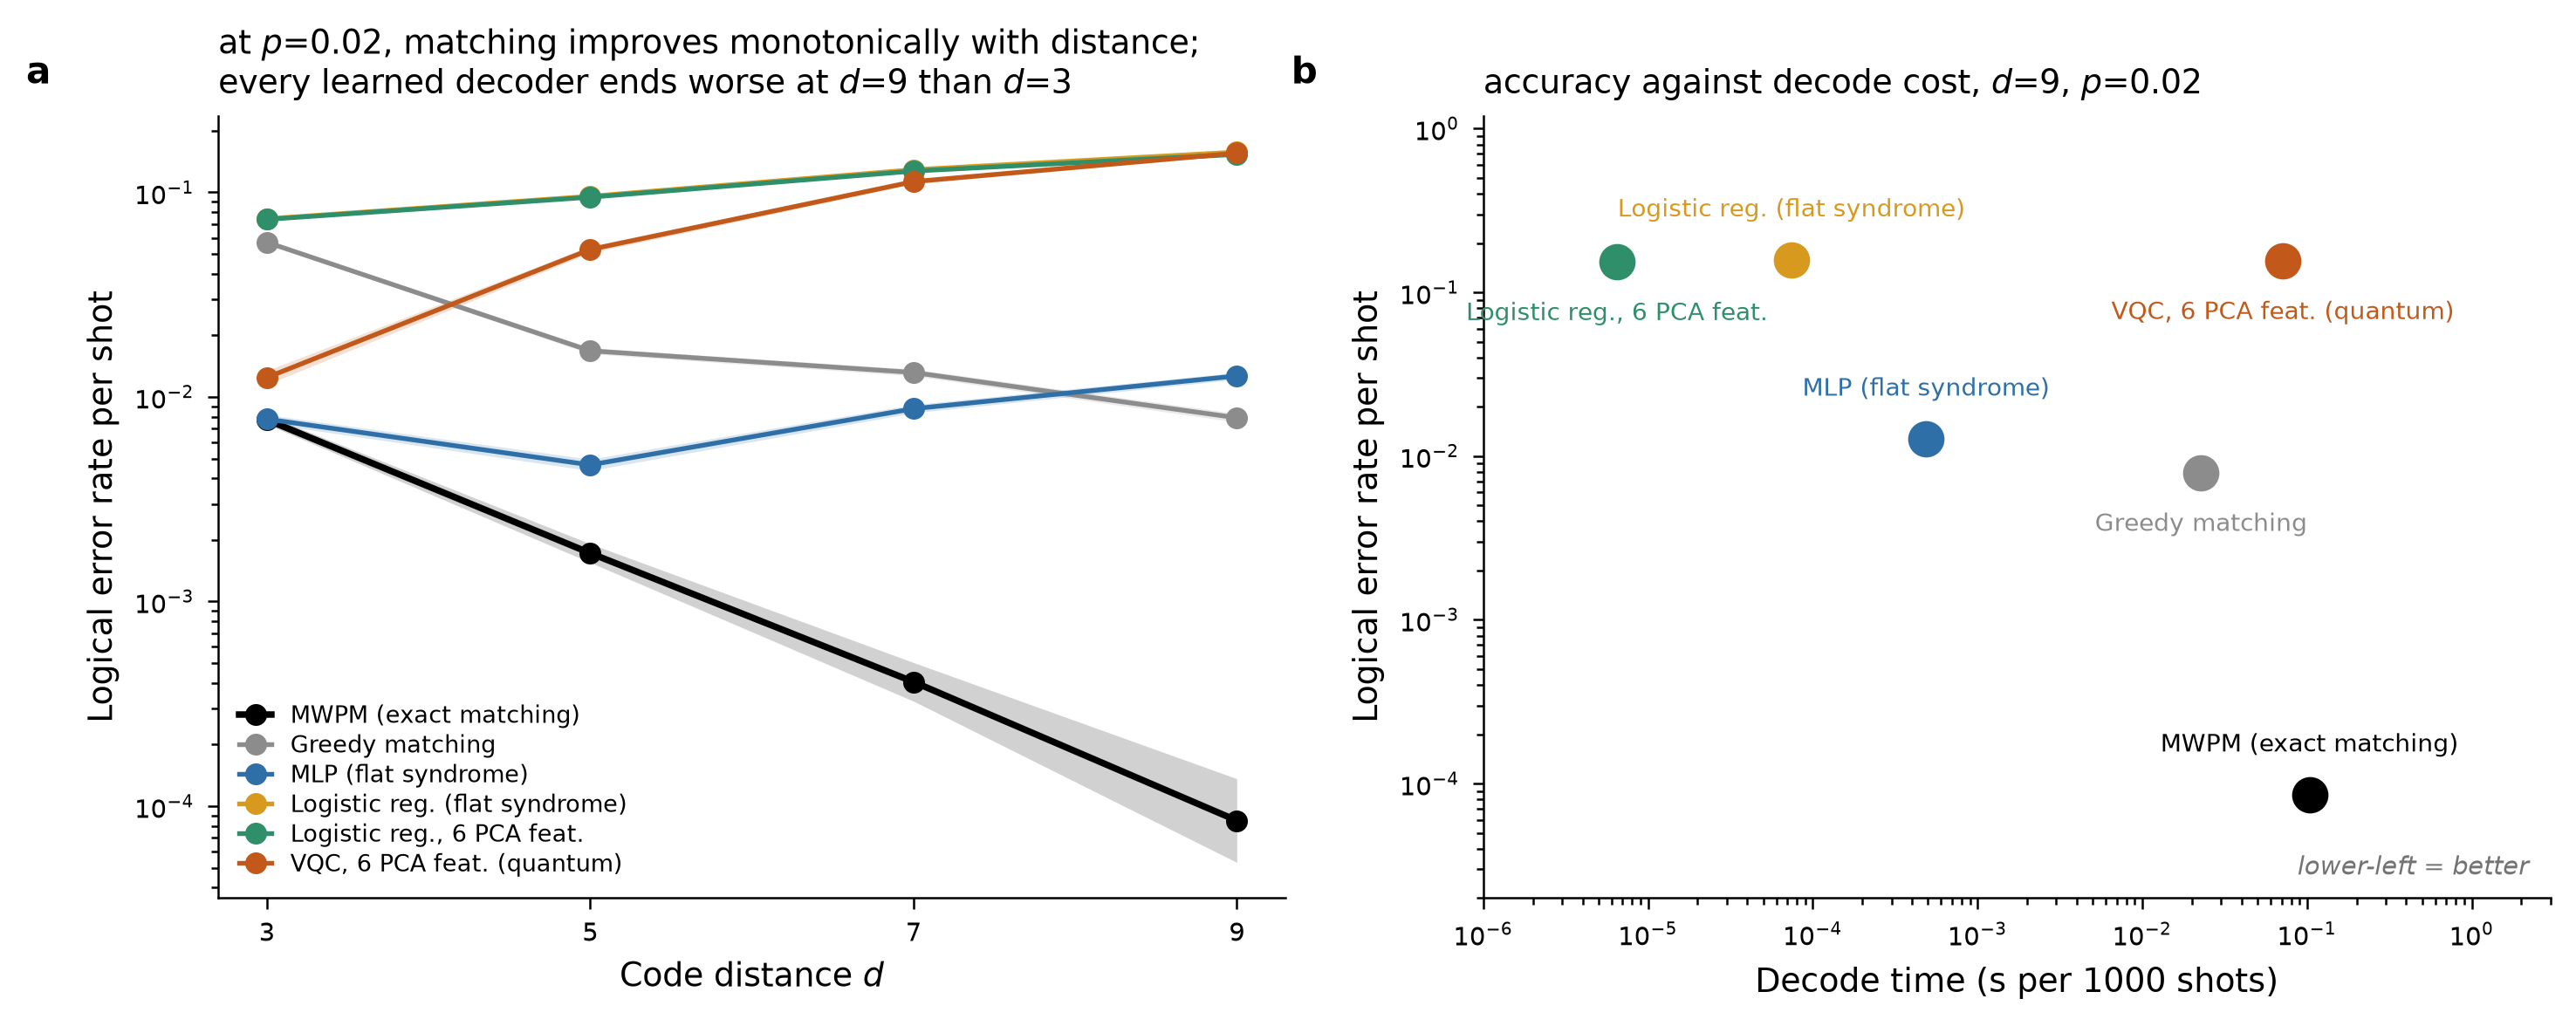 a
at p=0.02, matching improves monotonically with distance;
every learned decoder ends worse at d=9 than d=3
Logical error rate per shot
10⁻¹
10⁻²
10⁻³
10⁻⁴
MWPM (exact matching)
Greedy matching
MLP (flat syndrome)
Logistic reg. (flat syndrome)
Logistic reg., 6 PCA feat.
VQC, 6 PCA feat. (quantum)
3 5 7 9
Code distance d
b
accuracy against decode cost, d=9, p=0.02
Logical error rate per shot
10⁰
10⁻¹
10⁻²
10⁻³
10⁻⁴
Logistic reg. (flat syndrome)
Logistic reg., 6 PCA feat.
VQC, 6 PCA feat. (quantum)
MLP (flat syndrome)
Greedy matching
MWPM (exact matching)
lower-left = better
10⁻⁶ 10⁻⁵ 10⁻⁴ 10⁻³ 10⁻² 10⁻¹ 10⁰
Decode time (s per 1000 shots)